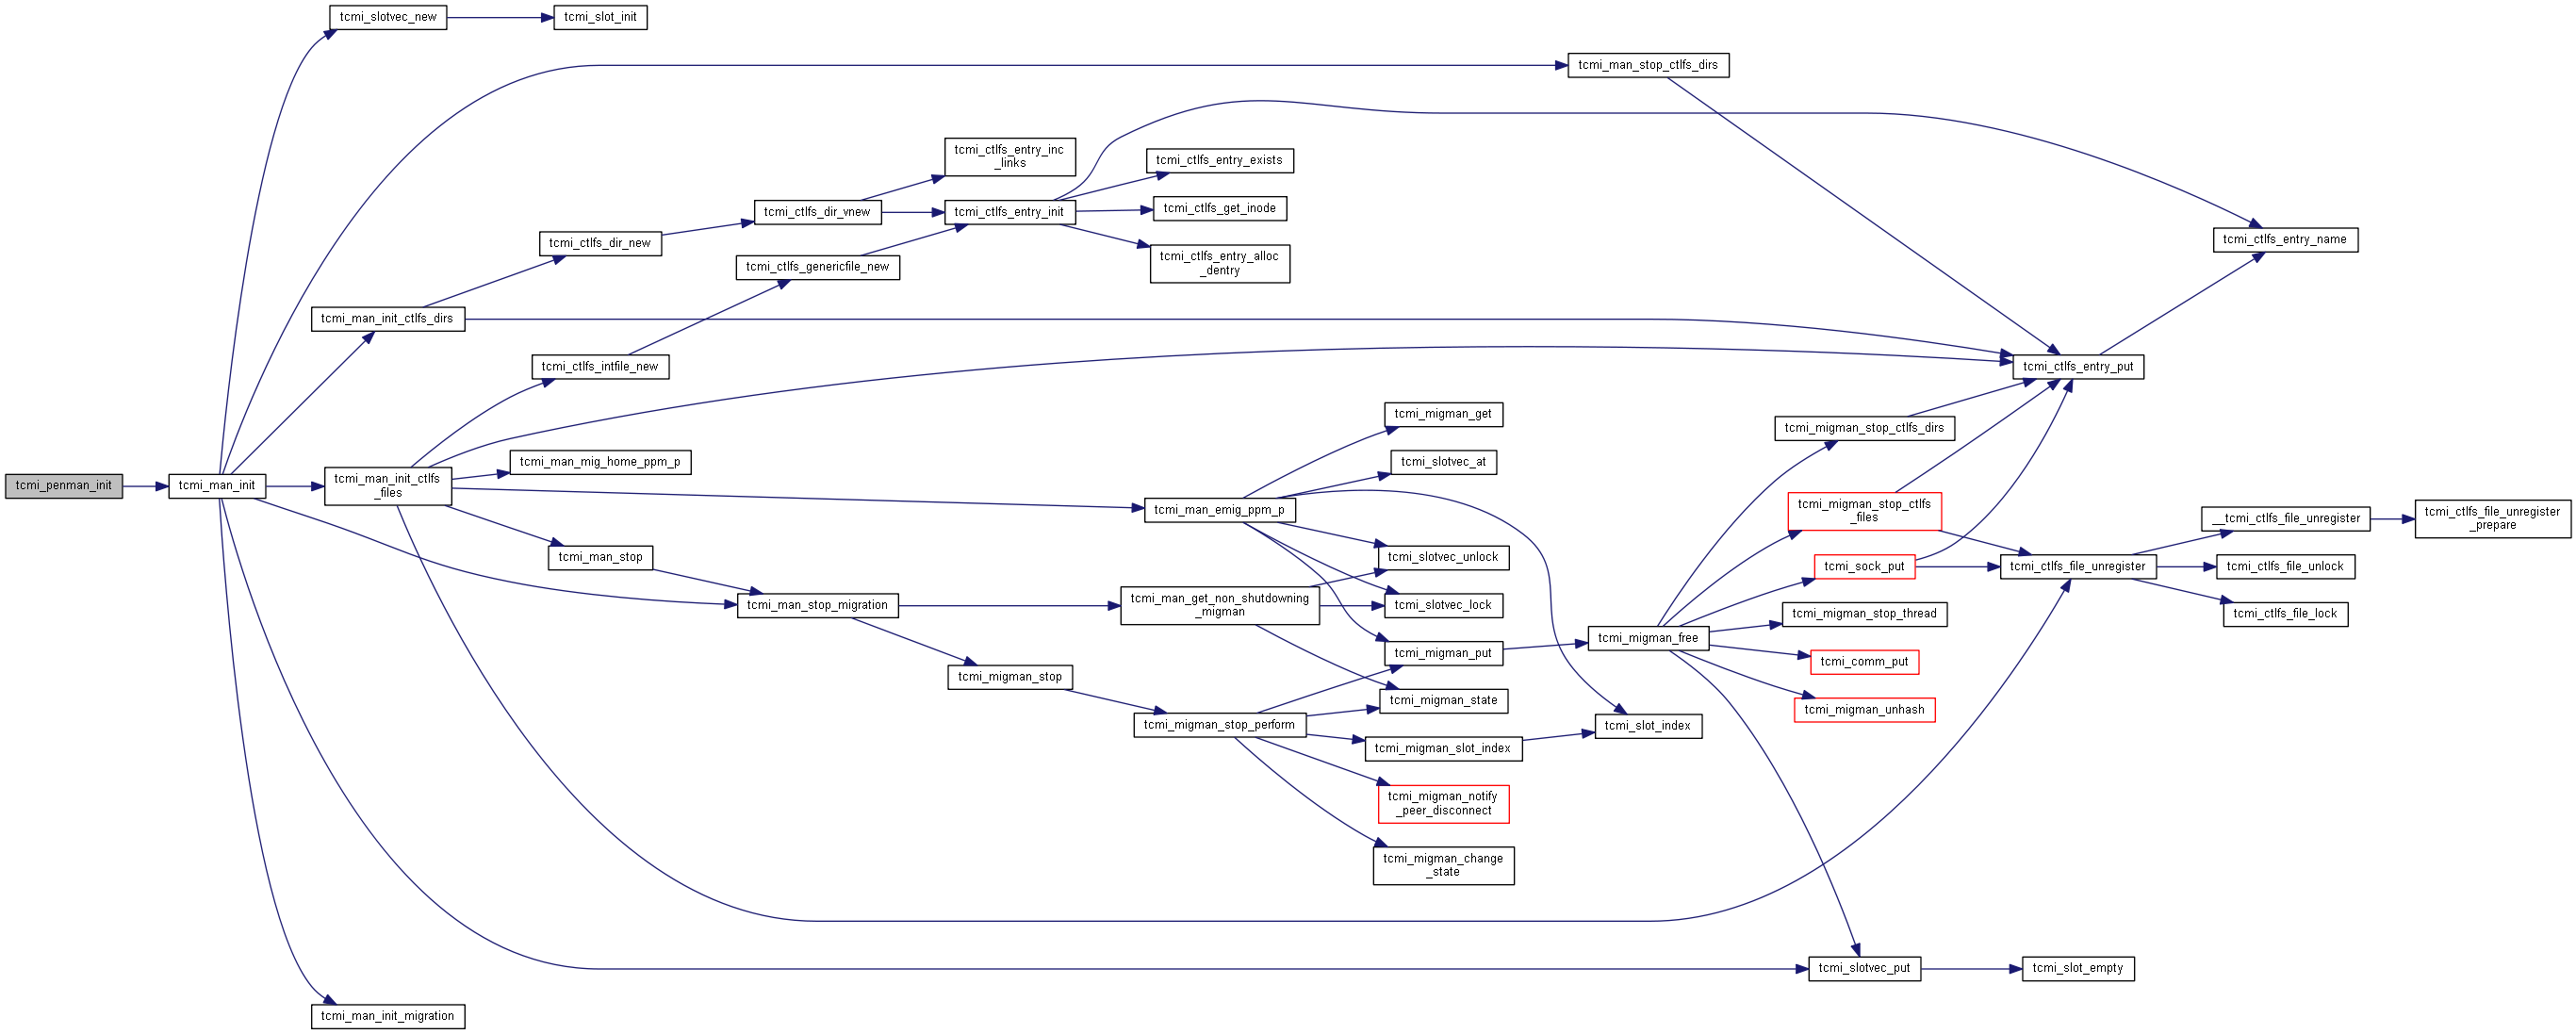 tcmi_slotvec_new
tcmi_slot_init
tcmi_man_stop_ctlfs_dirs
tcmi_ctlfs_entry_inc
_links
tcmi_ctlfs_entry_exists
tcmi_ctlfs_dir_vnew
tcmi_ctlfs_entry_init
tcmi_ctlfs_get_inode
tcmi_ctlfs_dir_new
tcmi_ctlfs_entry_name
tcmi_ctlfs_genericfile_new
tcmi_ctlfs_entry_alloc
_dentry
tcmi_man_init_ctlfs_dirs
tcmi_ctlfs_intfile_new
tcmi_ctlfs_entry_put
tcmi_migman_get
tcmi_migman_stop_ctlfs_dirs
tcmi_man_mig_home_ppm_p
tcmi_slotvec_at
tcmi_penman_init
tcmi_man_init
tcmi_man_init_ctlfs
_files
tcmi_man_emig_ppm_p
tcmi_migman_stop_ctlfs
_files
__tcmi_ctlfs_file_unregister
tcmi_ctlfs_file_unregister
_prepare
tcmi_man_stop
tcmi_slotvec_unlock
tcmi_sock_put
tcmi_ctlfs_file_unregister
tcmi_ctlfs_file_unlock
tcmi_man_stop_migration
tcmi_man_get_non_shutdowning
_migman
tcmi_slotvec_lock
tcmi_migman_stop_thread
tcmi_ctlfs_file_lock
tcmi_migman_put
tcmi_migman_free
tcmi_comm_put
tcmi_migman_stop
tcmi_migman_state
tcmi_migman_unhash
tcmi_migman_stop_perform
tcmi_slot_index
tcmi_migman_slot_index
tcmi_migman_notify
_peer_disconnect
tcmi_migman_change
_state
tcmi_slotvec_put
tcmi_slot_empty
tcmi_man_init_migration